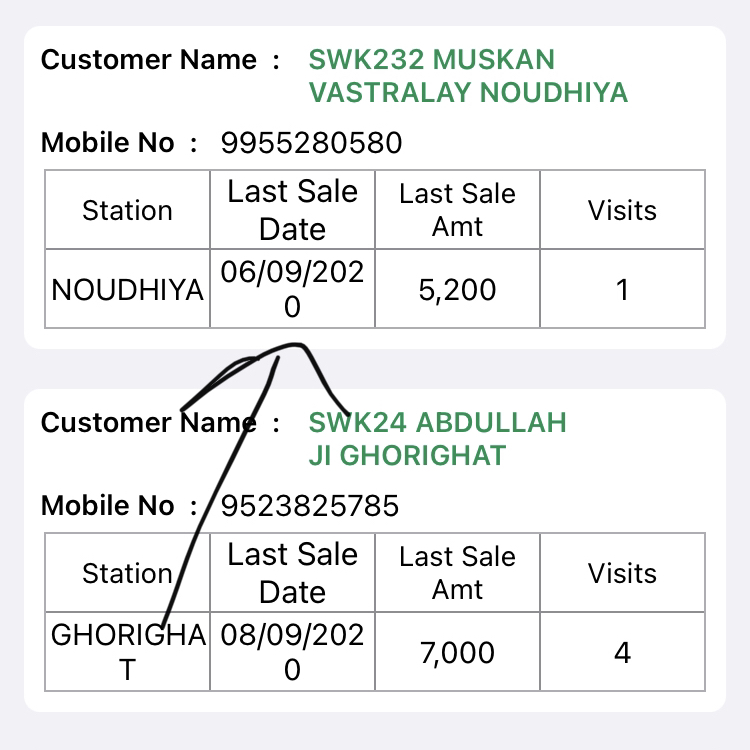 Customer Name : SWK232 MUSKAN
VASTRALAY NOUDHIYA
Mobile No : 9955280580
Station Last Sale Date Last Sale Amt Visits
NOUDHIYA 06/09/2020 5,200 1
Customer Name : SWK24 ABDULLAH
JI GHORIGHAT
Mobile No : 9523825785
Station Last Sale Date Last Sale Amt Visits
GHORIGHAT 08/09/2020 7,000 4